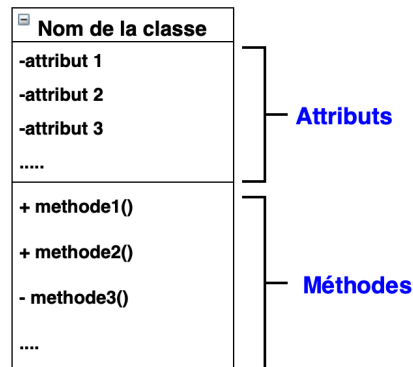 Nom de la classe
-attribut 1
-attribut 2
-attribut 3
.....
Attributs
+ methode1()
+ methode2()
- methode3()
....
Méthodes